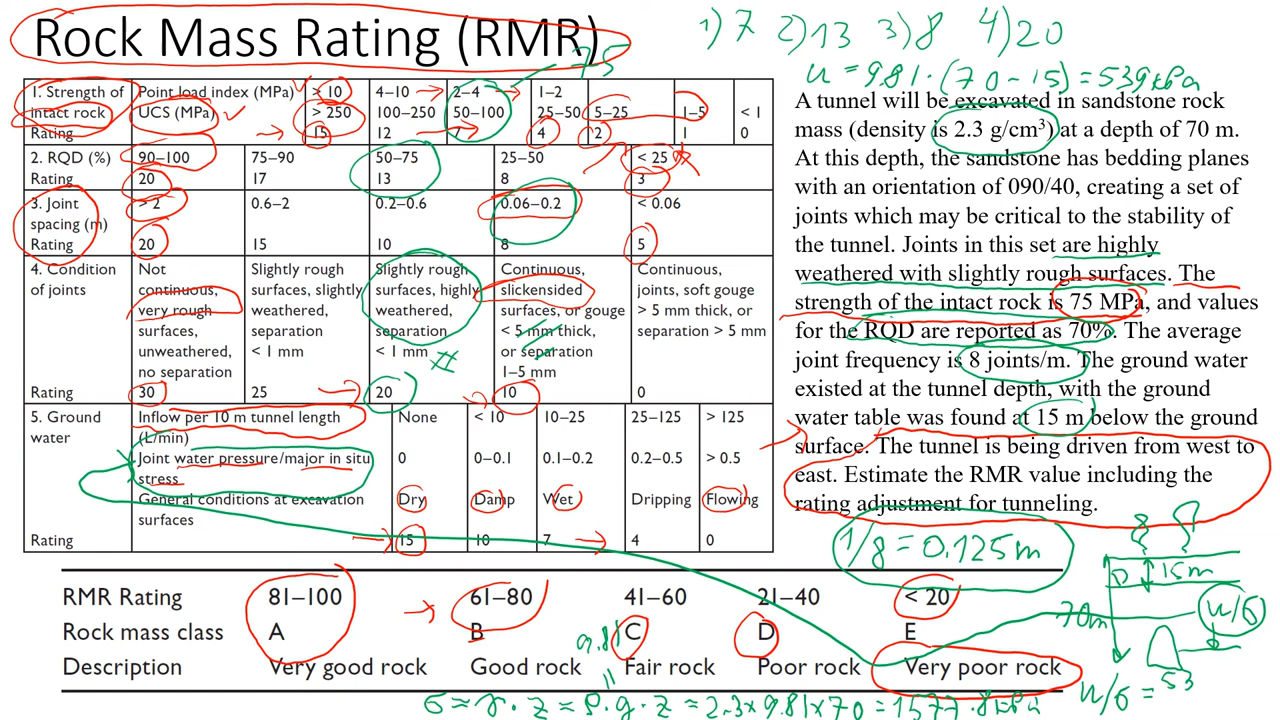 Rock Mass Rating (RMR)
75
1) 7 2) 13 3) 8 4) 20
u = 9.81 · (70 - 15) = 539 kPa
1. Strength of intact rock
Point load index (MPa) > 10 4–10 2–4 1–2
UCS (MPa) > 250 100–250 50–100 25–50 5–25 1–5 < 1
Rating 15 12 7 4 2 1 0
2. RQD (%) 90–100 75–90 50–75 25–50 < 25
Rating 20 17 13 8 3
3. Joint spacing (m) > 2 0.6–2 0.2–0.6 0.06–0.2 < 0.06
Rating 20 15 10 8 5
4. Condition of joints
Not continuous, very rough surfaces, unweathered, no separation
Slightly rough surfaces, slightly weathered, separation < 1 mm
Slightly rough surfaces, highly weathered, separation < 1 mm
Continuous, slickensided surfaces, or gouge < 5 mm thick, or separation 1–5 mm
Continuous, joints, soft gouge > 5 mm thick, or separation > 5 mm
Rating 30 25 20 10 0
5. Ground water
Inflow per 10 m tunnel length (L/min) None < 10 10–25 25–125 > 125
Joint water pressure/major in situ stress 0 0–0.1 0.1–0.2 0.2–0.5 > 0.5
General conditions at excavation surfaces Dry Damp Wet Dripping Flowing
Rating 15 10 7 4 0
RMR Rating 81–100 61–80 41–60 21–40 < 20
Rock mass class A B C D E
Description Very good rock Good rock Fair rock Poor rock Very poor rock
A tunnel will be excavated in sandstone rock
mass (density is 2.3 g/cm³) at a depth of 70 m.
At this depth, the sandstone has bedding planes
with an orientation of 090/40, creating a set of
joints which may be critical to the stability of
the tunnel. Joints in this set are highly
weathered with slightly rough surfaces. The
strength of the intact rock is 75 MPa, and values
for the RQD are reported as 70%. The average
joint frequency is 8 joints/m. The ground water
existed at the tunnel depth, with the ground
water table was found at 15 m below the ground
surface. The tunnel is being driven from west to
east. Estimate the RMR value including the
rating adjustment for tunneling.
1/8 = 0.125m
15m
70m
u/σ
9.81
σ ≈ γ · z ≈ ρ · g · z ≈ 2.3 × 9.81 × 70 = 1577.8 kPa
u/σ = 53